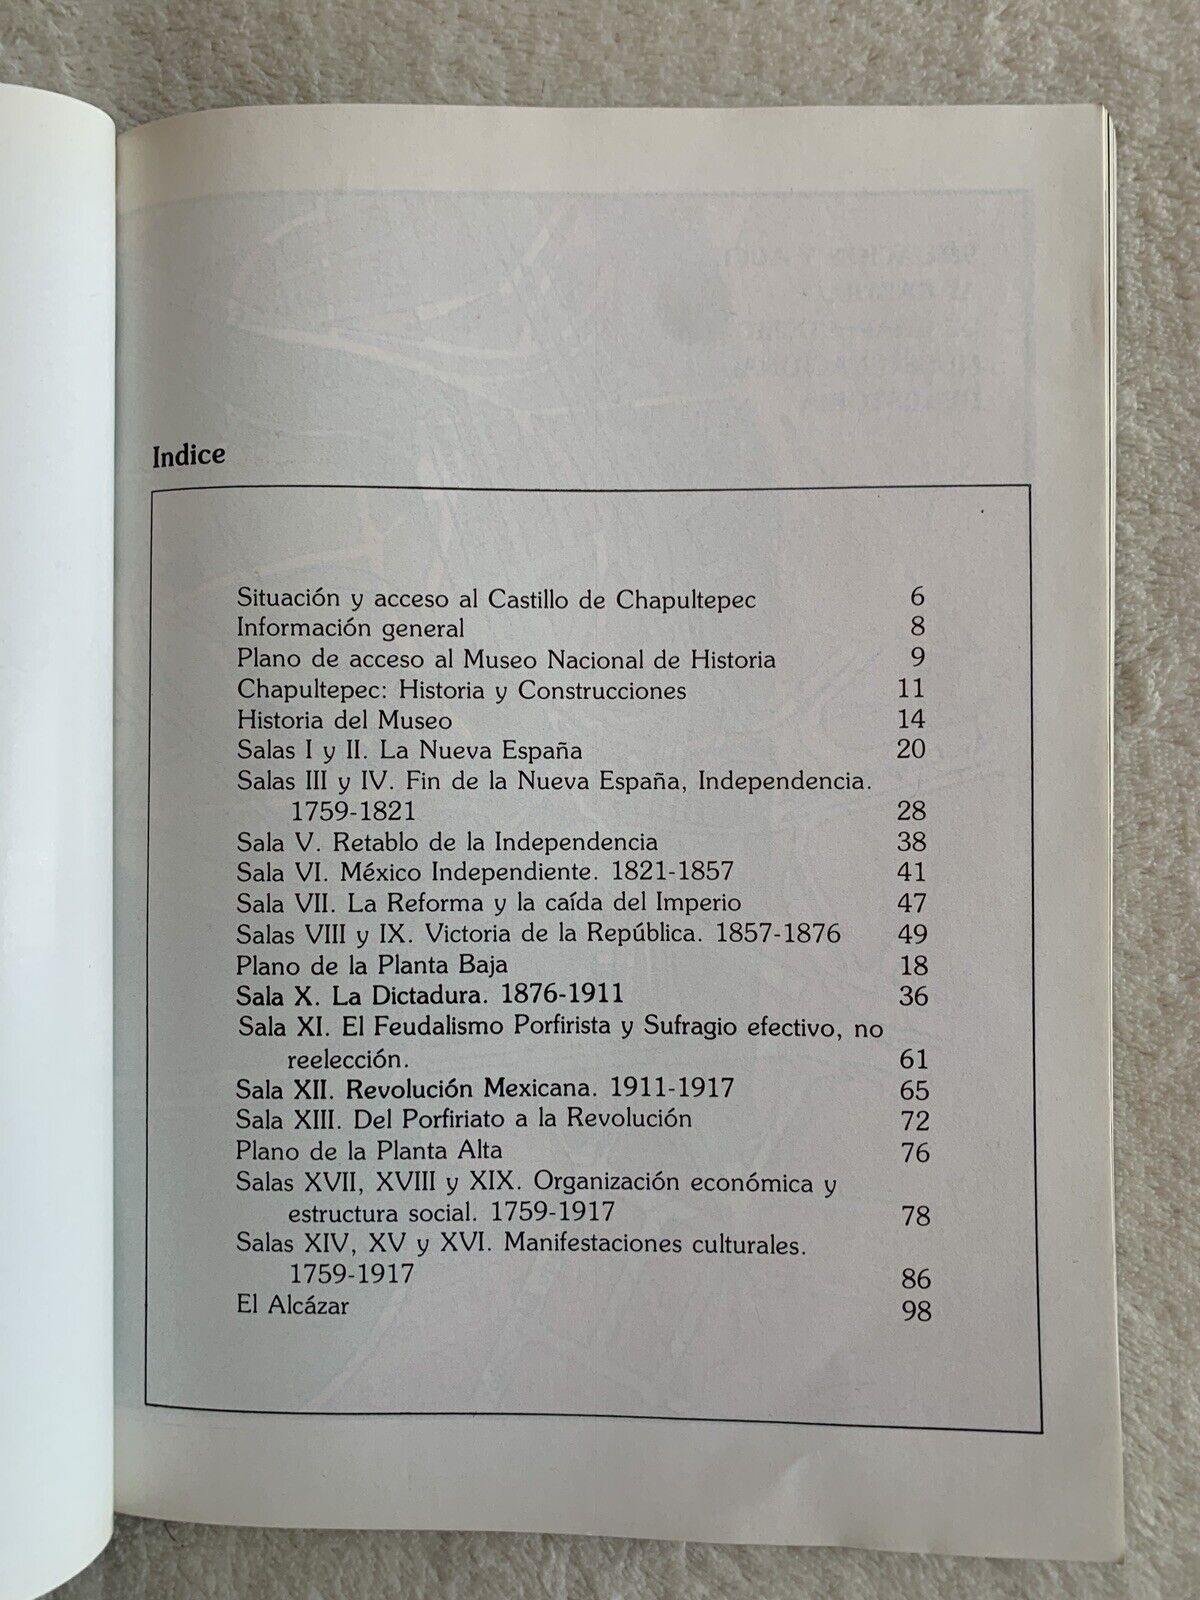 Indice
Situación y acceso al Castillo de Chapultepec 6
Información general 8
Plano de acceso al Museo Nacional de Historia 9
Chapultepec: Historia y Construcciones 11
Historia del Museo 14
Salas I y II. La Nueva España 20
Salas III y IV. Fin de la Nueva España, Independencia.
1759-1821 28
Sala V. Retablo de la Independencia 38
Sala VI. México Independiente. 1821-1857 41
Sala VII. La Reforma y la caída del Imperio 47
Salas VIII y IX. Victoria de la República. 1857-1876 49
Plano de la Planta Baja 18
Sala X. La Dictadura. 1876-1911 36
Sala XI. El Feudalismo Porfirista y Sufragio efectivo, no
reelección. 61
Sala XII. Revolución Mexicana. 1911-1917 65
Sala XIII. Del Porfiriato a la Revolución 72
Plano de la Planta Alta 76
Salas XVII, XVIII y XIX. Organización económica y
estructura social. 1759-1917 78
Salas XIV, XV y XVI. Manifestaciones culturales.
1759-1917 86
El Alcázar 98